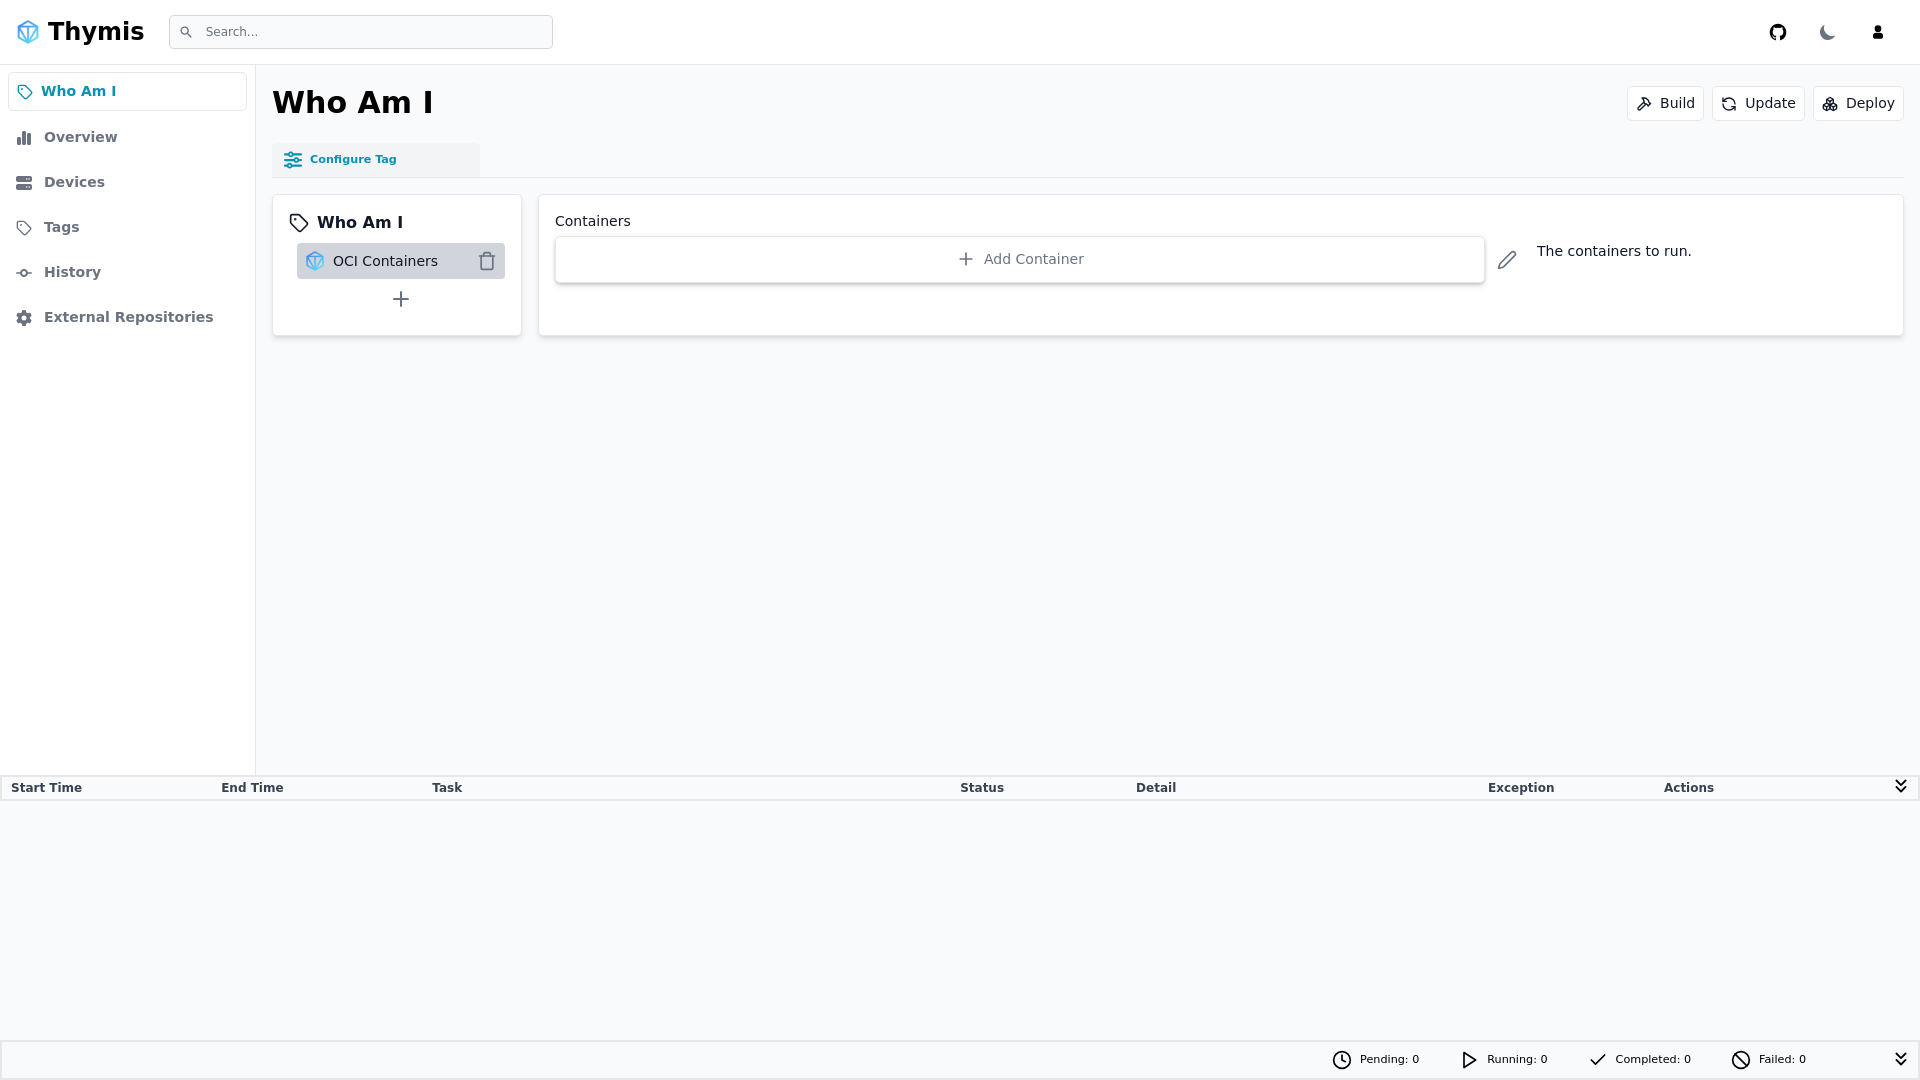 Thymis
Search...
Who Am I
Overview
Devices
Tags
History
External Repositories
Who Am I
Build
Update
Deploy
Configure Tag
Who Am I
OCI Containers
Containers
Add Container
The containers to run.
Start Time End Time Task Status Detail Exception Actions
Pending: 0 Running: 0 Completed: 0 Failed: 0